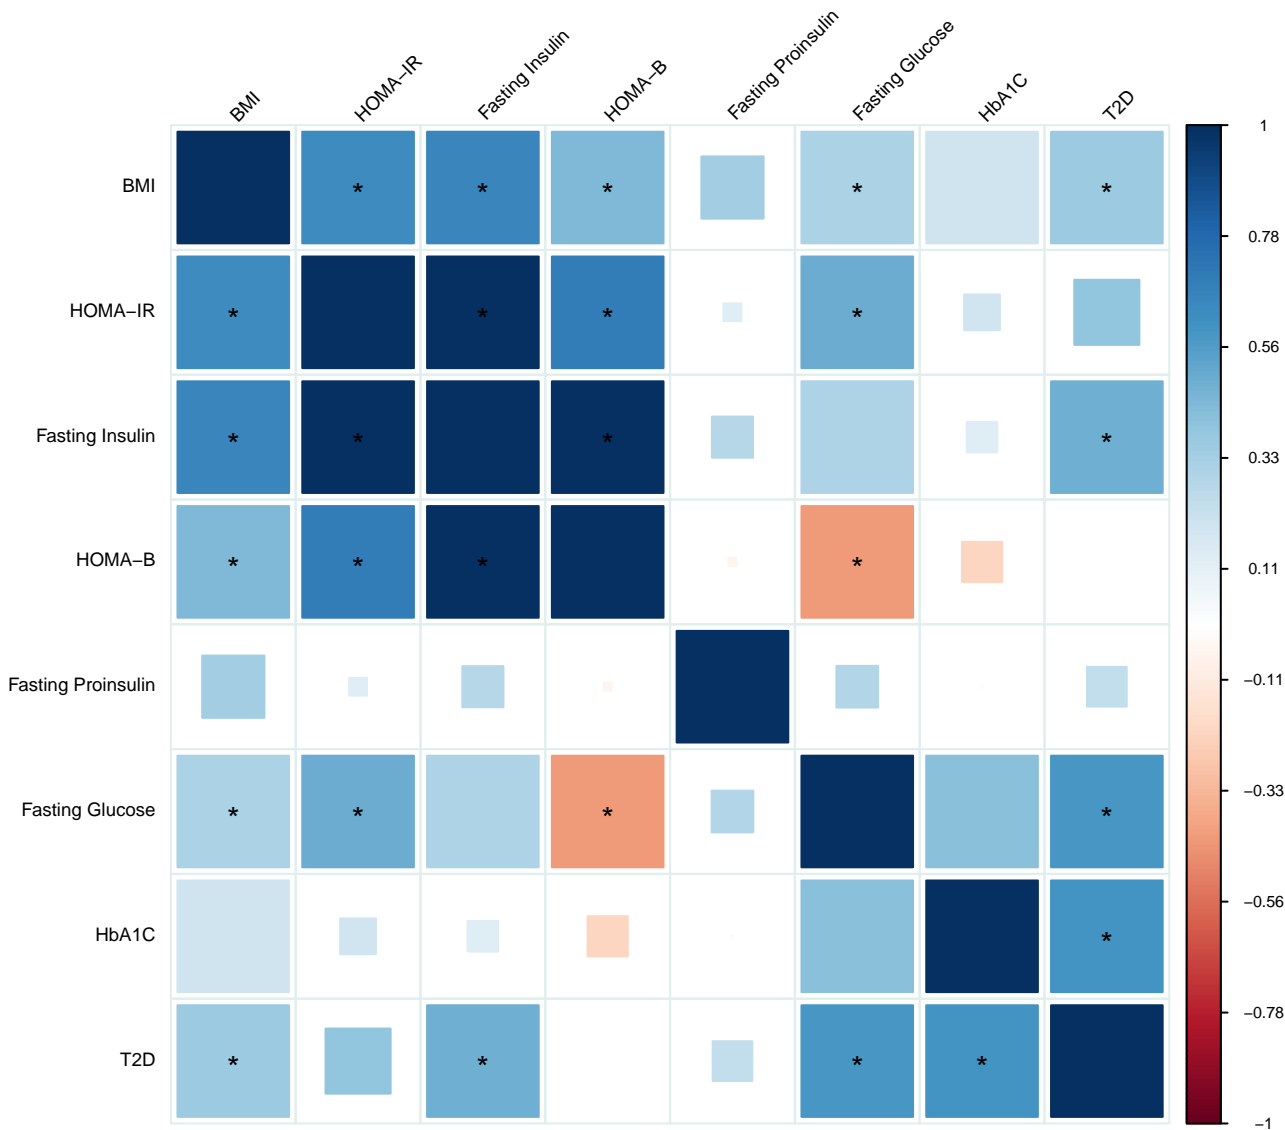 BMI
HOMA−IR
Fasting Insulin
HOMA−B
Fasting Proinsulin
Fasting Glucose
HbA1C
T2D
BMI * * * * *
HOMA−IR * * * *
Fasting Insulin * * * *
HOMA−B * * * *
Fasting Proinsulin
Fasting Glucose * * * *
HbA1C *
T2D * * * *
1
0.78
0.56
0.33
0.11
−0.11
−0.33
−0.56
−0.78
−1